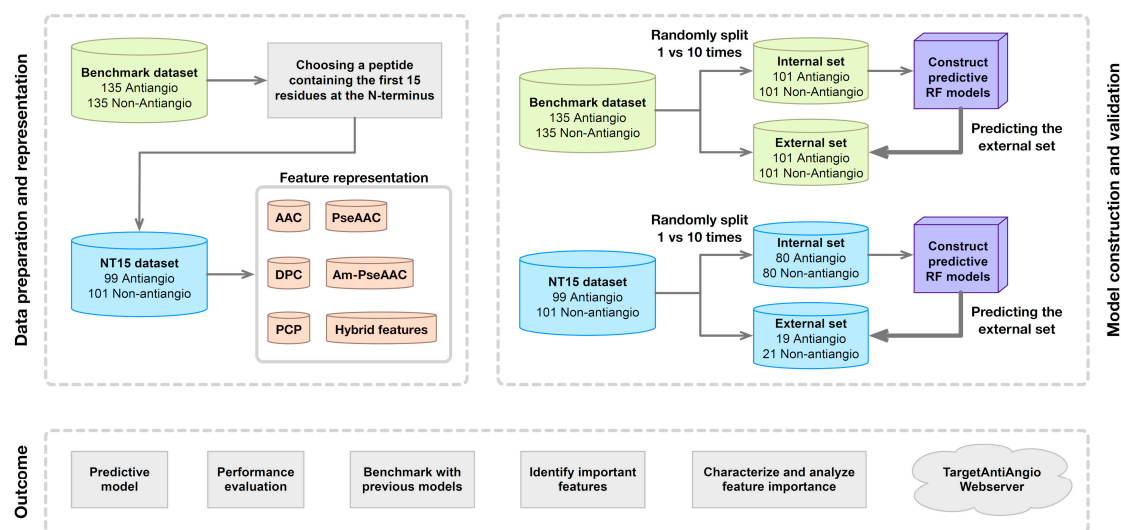 Data preparation and representation
Benchmark dataset
135 Antiangio
135 Non-Antiangio
Choosing a peptide
containing the first 15
residues at the N-terminus
NT15 dataset
99 Antiangio
101 Non-antiangio
Feature representation
AAC
PseAAC
DPC
Am-PseAAC
PCP
Hybrid features
Model construction and validation
Benchmark dataset
135 Antiangio
135 Non-Antiangio
Randomly split
1 vs 10 times
Internal set
101 Antiangio
101 Non-Antiangio
Construct
predictive
RF models
External set
101 Antiangio
101 Non-Antiangio
Predicting the
external set
NT15 dataset
99 Antiangio
101 Non-antiangio
Randomly split
1 vs 10 times
Internal set
80 Antiangio
80 Non-antiangio
Construct
predictive
RF models
External set
19 Antiangio
21 Non-antiangio
Predicting the
external set
Outcome
Predictive
model
Performance
evaluation
Benchmark with
previous models
Identify important
features
Characterize and analyze
feature importance
TargetAntiAngio
Webserver